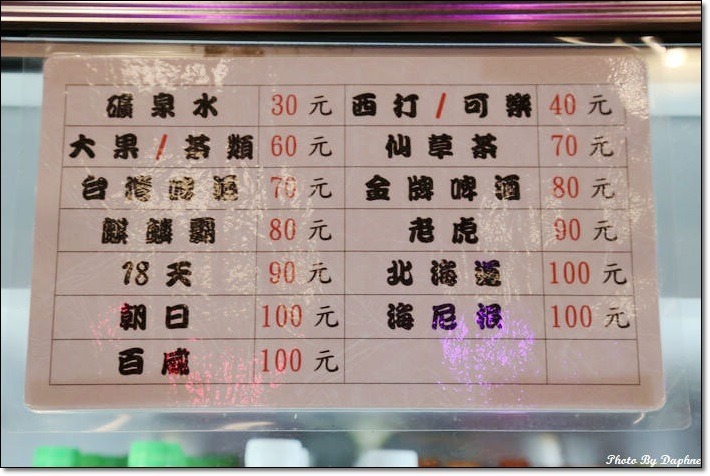 礦泉水 30元 西打/可樂 40元
大果/茶類 60元 仙草茶 70元
台灣啤酒 70元 金牌啤酒 80元
麒麟霸 80元 老虎 90元
18天 90元 北海道 100元
朝日 100元 海尼根 100元
百威 100元
Photo By Daphne